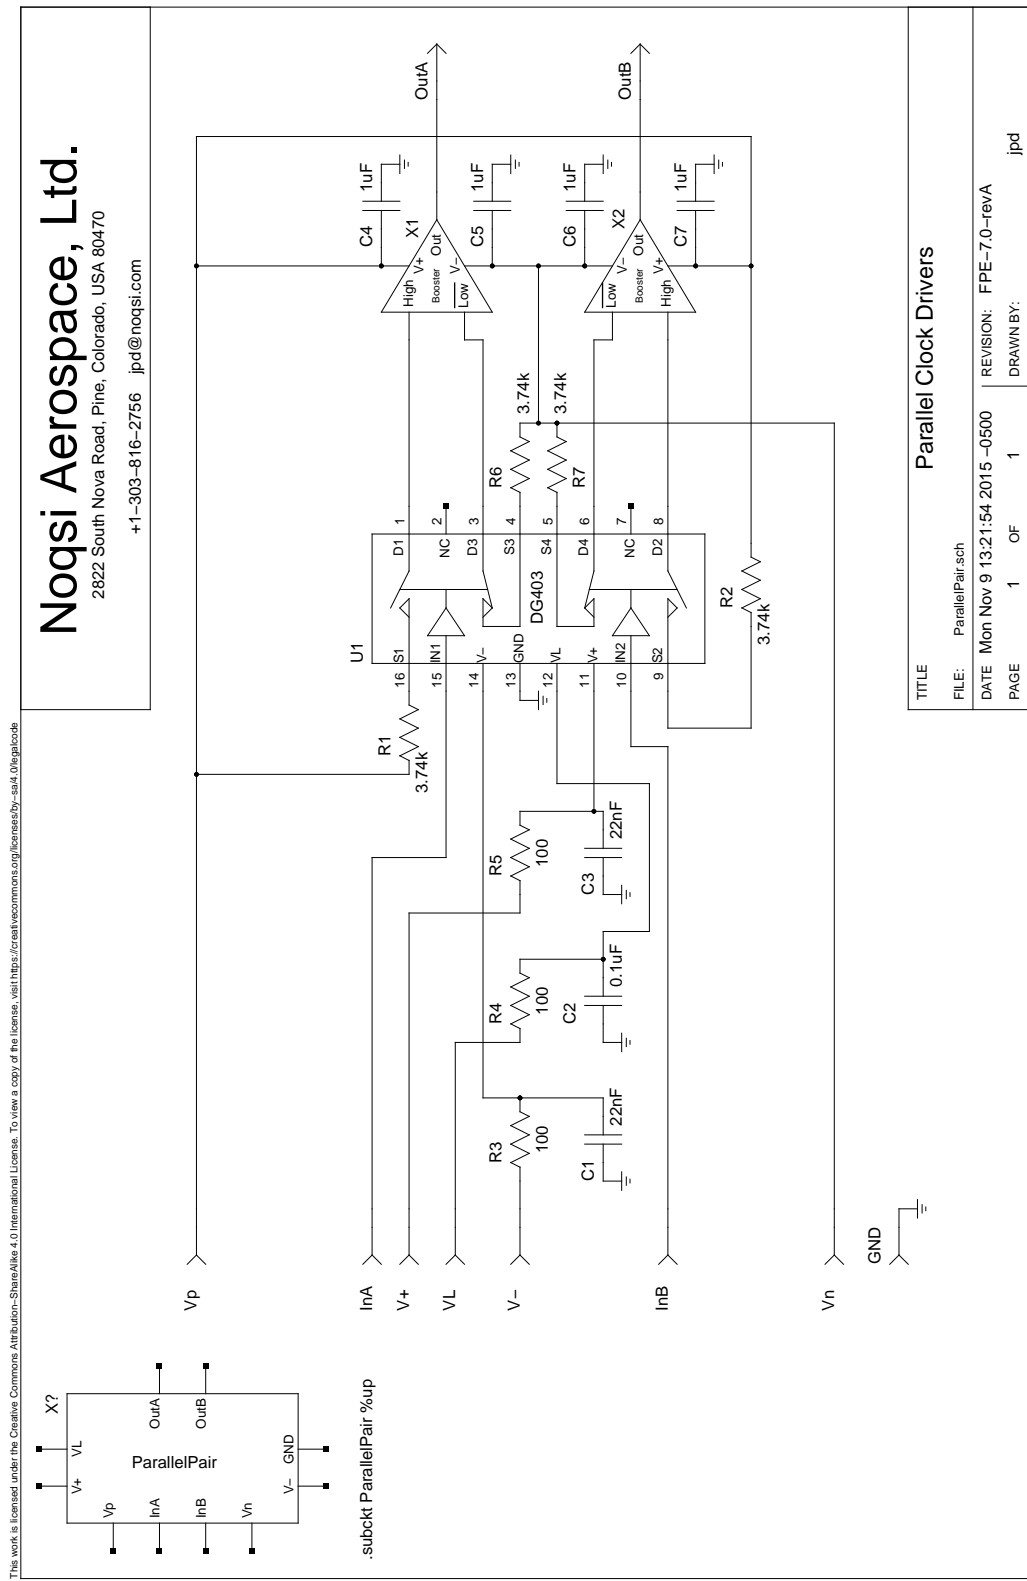 This work is licensed under the Creative Commons Attribution−ShareAlike 4.0 International License. To view a copy of the license, visit https://creativecommons.org/licenses/by−sa/4.0/legalcode
Noqsi Aerospace, Ltd.
2822 South Nova Road, Pine, Colorado, USA 80470
+1−303−816−2756 jpd@noqsi.com
X?
V+
VL
Vp
InA
InB
Vn
ParallelPair
OutA
OutB
V−
GND
.subckt ParallelPair %up
Vp
InA
V+
VL
V−
InB
Vn
GND
R3
100
C1
22nF
R4
100
C2
0.1uF
R5
100
C3
22nF
R1
3.74k
U1
16 S1
15 IN1
14 V−
13 GND
12 VL
11 V+
10 IN2
9 S2
DG403
D1 1
NC 2
D3 3
S3 4
S4 5
D4 6
NC 7
D2 8
R2
3.74k
R6
3.74k
R7
3.74k
C4
1uF
X1
High V+
Booster
Out
Low V−
C5
1uF
C6
1uF
X2
Low V−
Booster
Out
High V+
C7
1uF
OutA
OutB
TITLE
Parallel Clock Drivers
FILE: ParallelPair.sch
REVISION: FPE−7.0−revA
DATE Mon Nov 9 13:21:54 2015 −0500
PAGE 1 OF 1
DRAWN BY: jpd